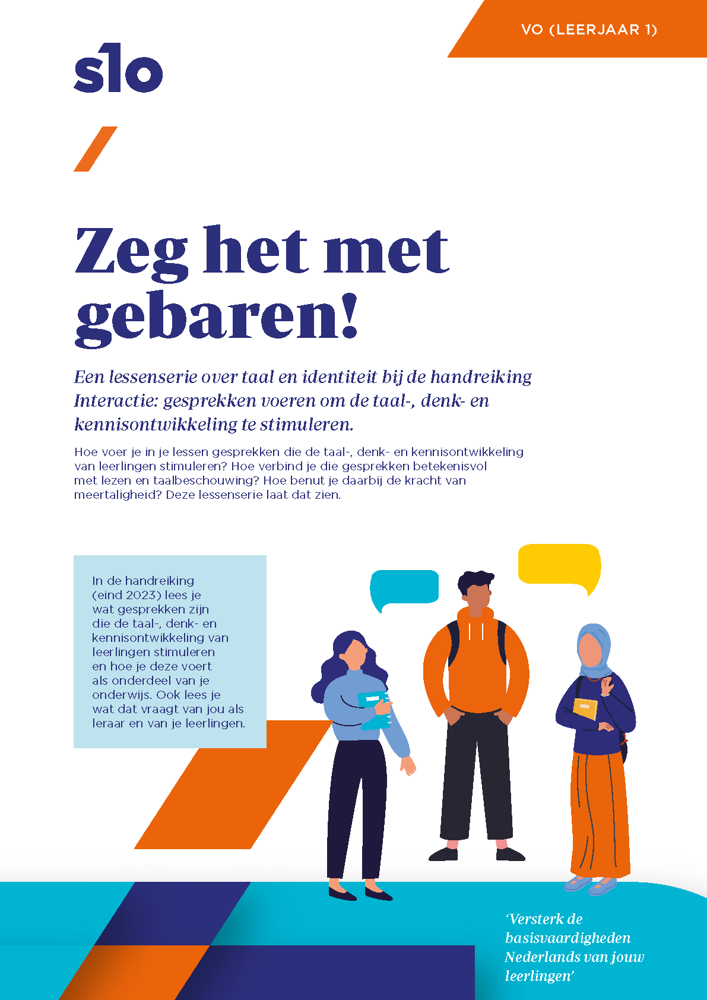 VO (LEERJAAR 1)
slo
Zeg het met
gebaren!
Een lessenserie over taal en identiteit bij de handreiking
Interactie: gesprekken voeren om de taal-, denk- en
kennisontwikkeling te stimuleren.
Hoe voer je in je lessen gesprekken die de taal-, denk- en kennisontwikkeling
van leerlingen stimuleren? Hoe verbind je die gesprekken betekenisvol
met lezen en taalbeschouwing? Hoe benut je daarbij de kracht van
meertaligheid? Deze lessenserie laat dat zien.
In de handreiking
(eind 2023) lees je
wat gesprekken zijn
die de taal-, denk- en
kennisontwikkeling van
leerlingen stimuleren
en hoe je deze voert
als onderdeel van je
onderwijs. Ook lees je
wat dat vraagt van jou als
leraar en van je leerlingen.
‘Versterk de
basisvaardigheden
Nederlands van jouw
leerlingen’